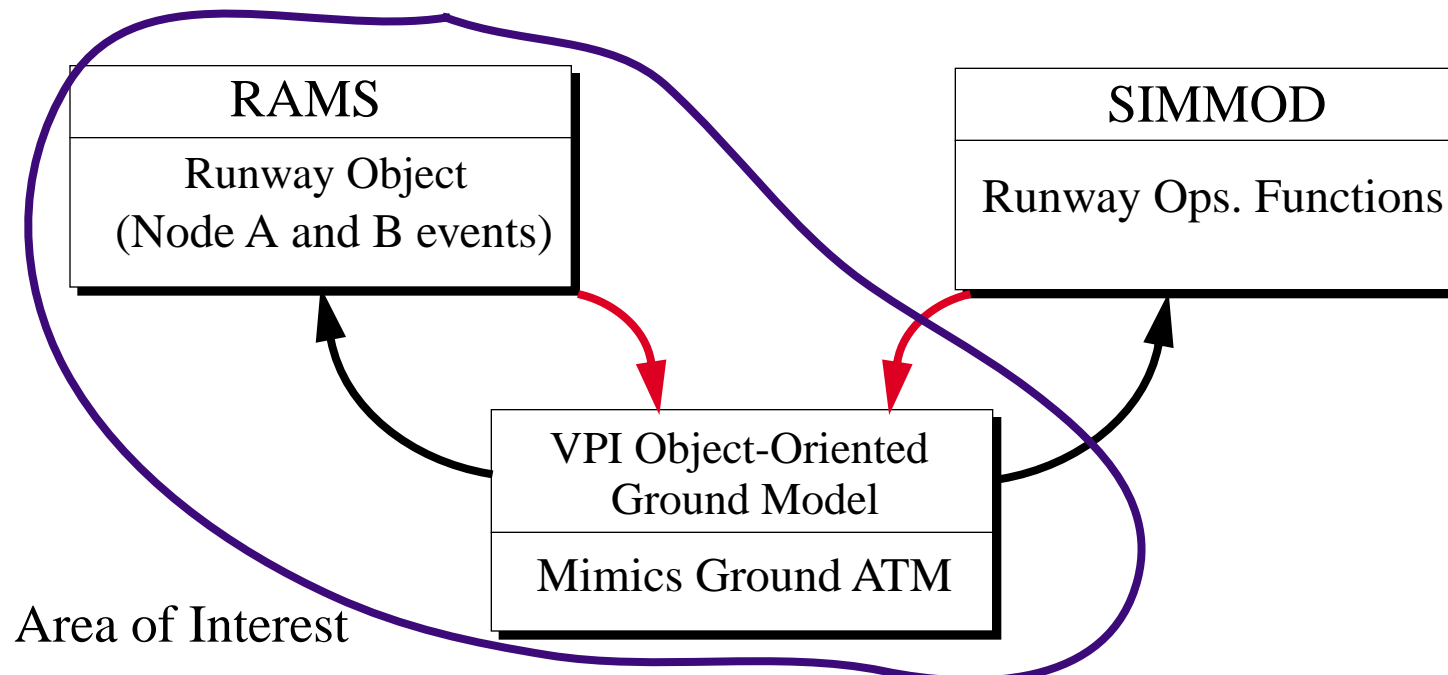 RAMS
Runway Object
(Node A and B events)
SIMMOD
Runway Ops. Functions
VPI Object-Oriented
Ground Model
Mimics Ground ATM
Area of Interest